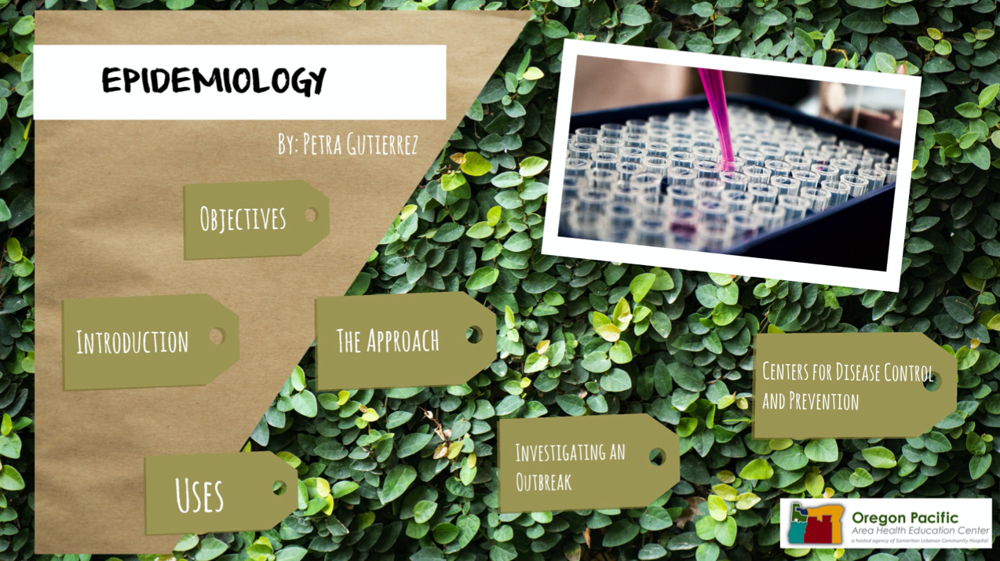 EPIDEMIOLOGY
BY: PETRA GUTIERREZ
OBJECTIVES
INTRODUCTION
THE APPROACH
CENTERS FOR DISEASE CONTROL
AND PREVENTION
INVESTIGATING AN
OUTBREAK
USES
Oregon Pacific
Area Health Education Center
a hosted agency of Samaritan Lebanon Community Hospital